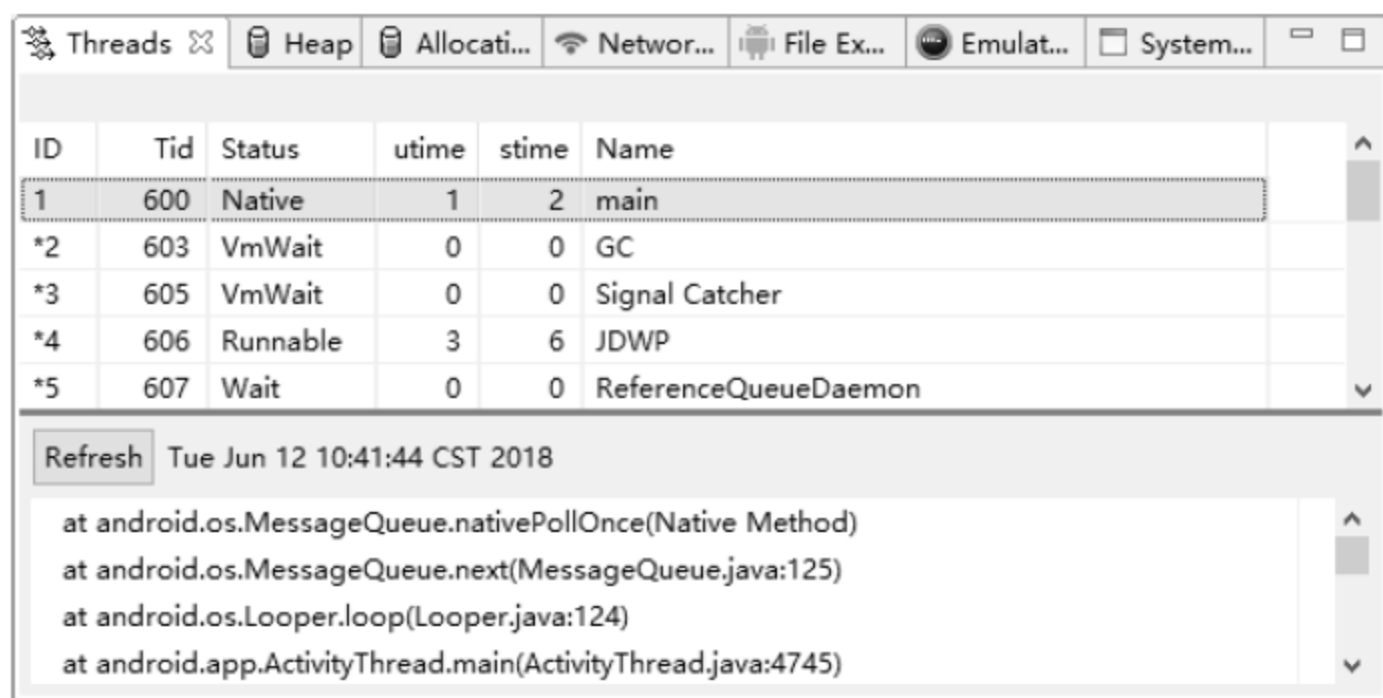 Threads Heap Allocati... Networ... File Ex... Emulat... System...
ID Tid Status utime stime Name
1 600 Native 1 2 main
*2 603 VmWait 0 0 GC
*3 605 VmWait 0 0 Signal Catcher
*4 606 Runnable 3 6 JDWP
*5 607 Wait 0 0 ReferenceQueueDaemon
Refresh Tue Jun 12 10:41:44 CST 2018
at android.os.MessageQueue.nativePollOnce(Native Method)
at android.os.MessageQueue.next(MessageQueue.java:125)
at android.os.Looper.loop(Looper.java:124)
at android.app.ActivityThread.main(ActivityThread.java:4745)